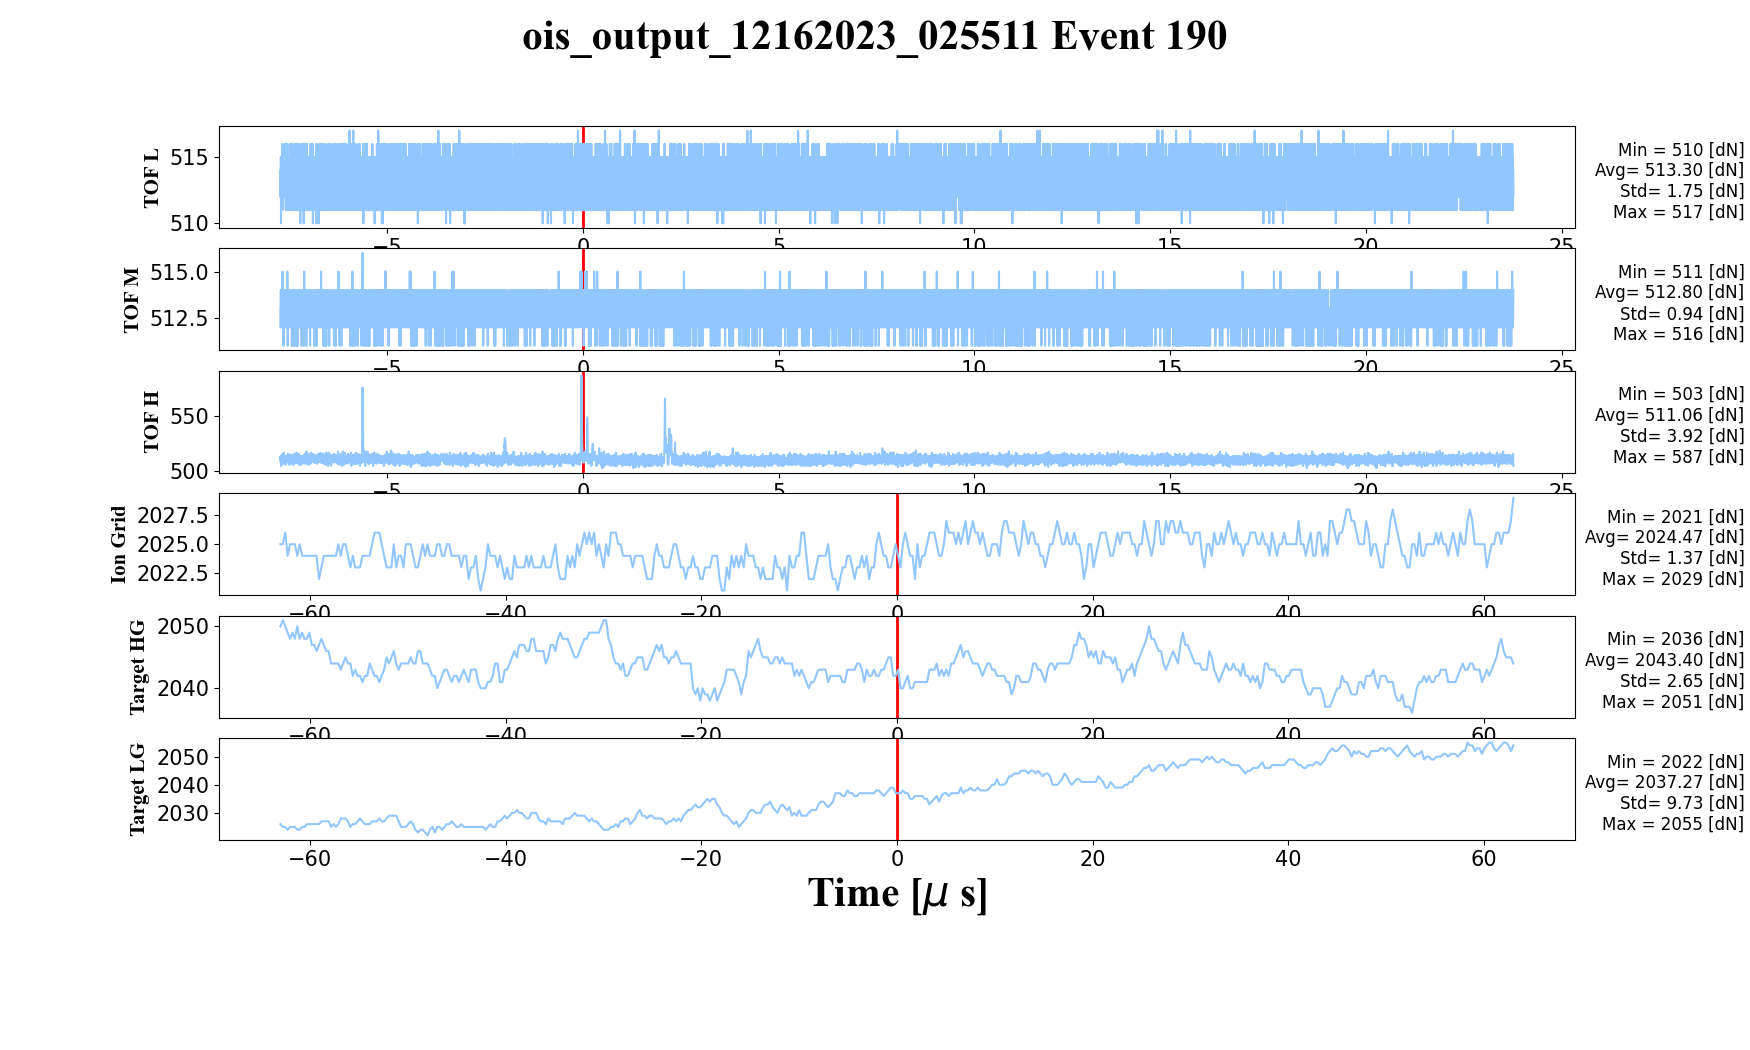 ois_output_12162023_025511 Event 190
TOF L
515
510
−5 0 5 10 15 20 25
Min = 510 [dN]
Avg= 513.30 [dN]
Std= 1.75 [dN]
Max = 517 [dN]
TOF M
515.0
512.5
−5 0 5 10 15 20 25
Min = 511 [dN]
Avg= 512.80 [dN]
Std= 0.94 [dN]
Max = 516 [dN]
TOF H
550
500
−5 0 5 10 15 20 25
Min = 503 [dN]
Avg= 511.06 [dN]
Std= 3.92 [dN]
Max = 587 [dN]
Ion Grid
2027.5
2025.0
2022.5
−60 −40 −20 0 20 40 60
Min = 2021 [dN]
Avg= 2024.47 [dN]
Std= 1.37 [dN]
Max = 2029 [dN]
Target HG
2050
2040
−60 −40 −20 0 20 40 60
Min = 2036 [dN]
Avg= 2043.40 [dN]
Std= 2.65 [dN]
Max = 2051 [dN]
Target LG
2050
2040
2030
−60 −40 −20 0 20 40 60
Min = 2022 [dN]
Avg= 2037.27 [dN]
Std= 9.73 [dN]
Max = 2055 [dN]
Time [μ s]